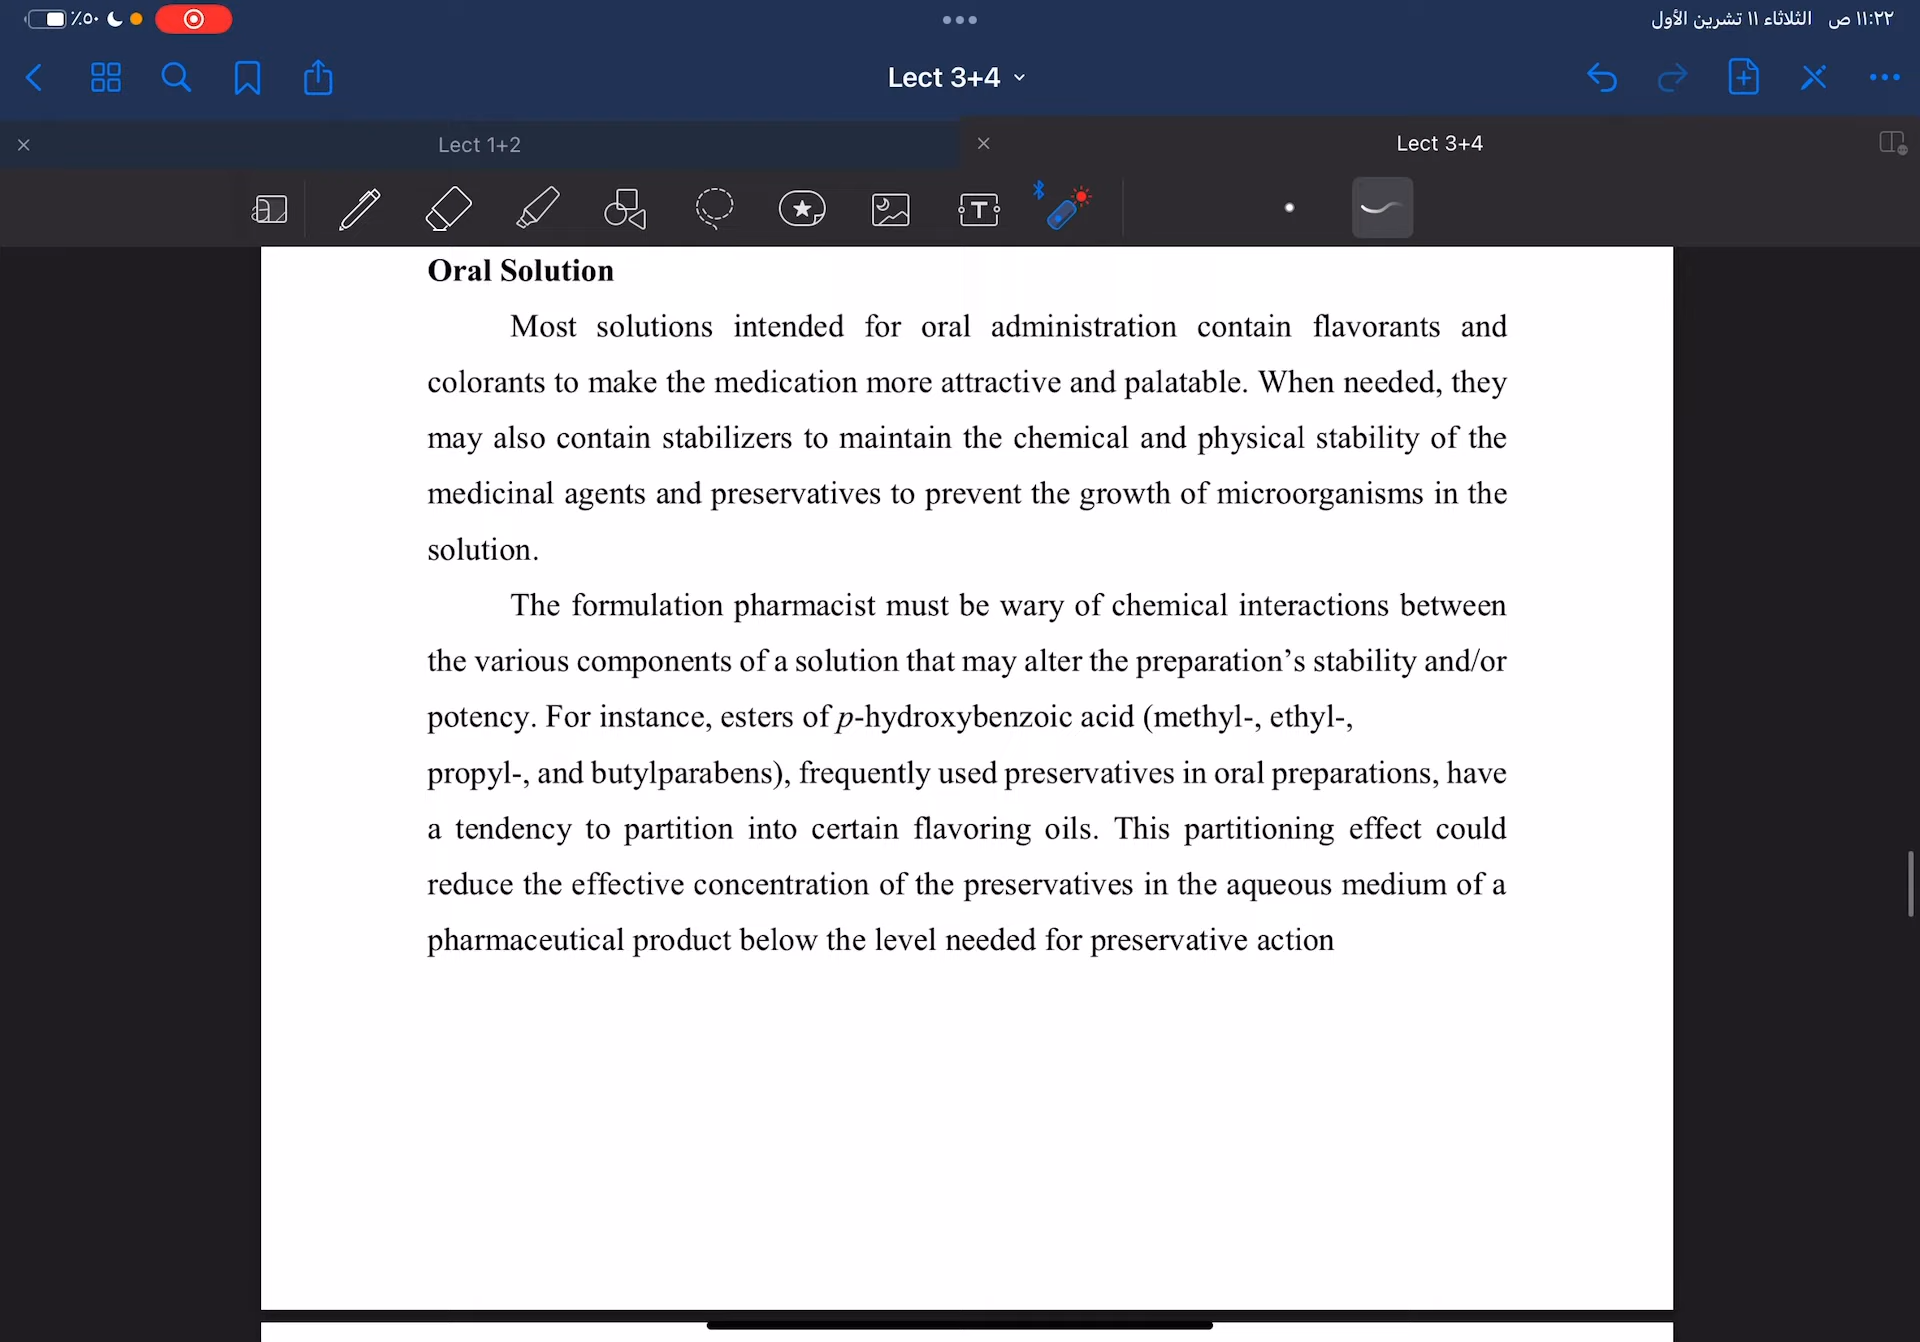 ٪٥٠
١١:٢٢ ص الثلاثاء ١١ تشرين الأول
Lect 3+4
Lect 1+2
Lect 3+4
T
Oral Solution
Most solutions intended for oral administration contain flavorants and
colorants to make the medication more attractive and palatable. When needed, they
may also contain stabilizers to maintain the chemical and physical stability of the
medicinal agents and preservatives to prevent the growth of microorganisms in the
solution.
The formulation pharmacist must be wary of chemical interactions between
the various components of a solution that may alter the preparation’s stability and/or
potency. For instance, esters of p-hydroxybenzoic acid (methyl-, ethyl-,
propyl-, and butylparabens), frequently used preservatives in oral preparations, have
a tendency to partition into certain flavoring oils. This partitioning effect could
reduce the effective concentration of the preservatives in the aqueous medium of a
pharmaceutical product below the level needed for preservative action